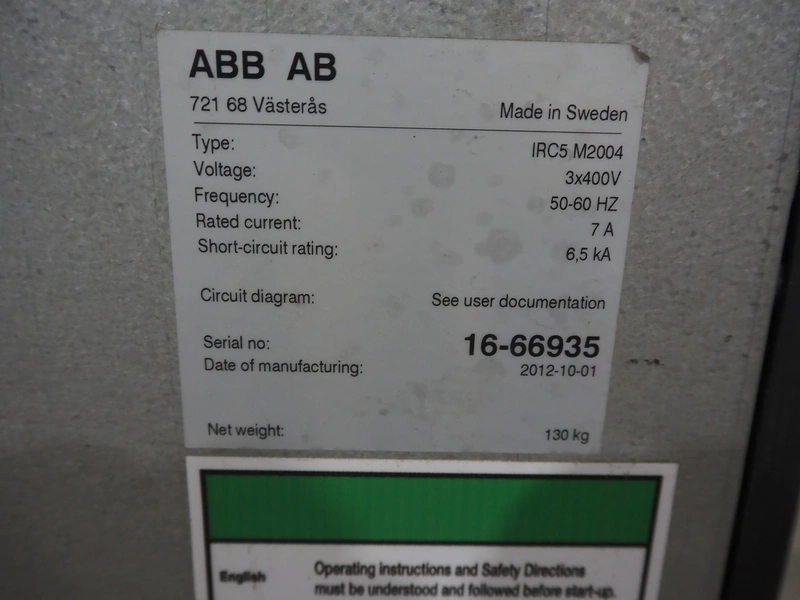 ABB AB
721 68 Västerås Made in Sweden
Type: IRC5 M2004
Voltage: 3x400V
Frequency: 50-60 HZ
Rated current: 7 A
Short-circuit rating: 6,5 kA
Circuit diagram: See user documentation
Serial no: 16-66935
Date of manufacturing: 2012-10-01
Net weight: 130 kg
English Operating instructions and Safety Directions
must be understood and followed before start-up.